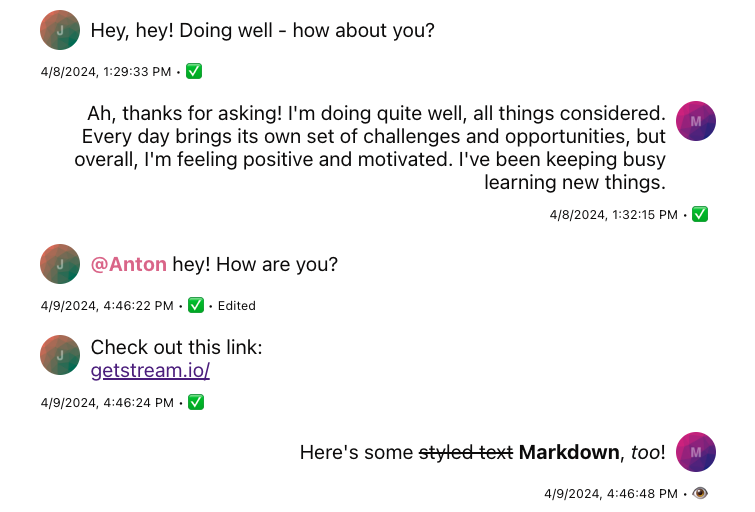 J
Hey, hey! Doing well - how about you?
4/8/2024, 1:29:33 PM • ✅
Ah, thanks for asking! I'm doing quite well, all things considered.
M
Every day brings its own set of challenges and opportunities, but
overall, I'm feeling positive and motivated. I've been keeping busy
learning new things.
4/8/2024, 1:32:15 PM • ✅
J
@Anton hey! How are you?
4/9/2024, 4:46:22 PM • ✅ • Edited
J
Check out this link:
getstream.io/
4/9/2024, 4:46:24 PM • ✅
Here's some styled text Markdown, too!
M
4/9/2024, 4:46:48 PM • 👁️